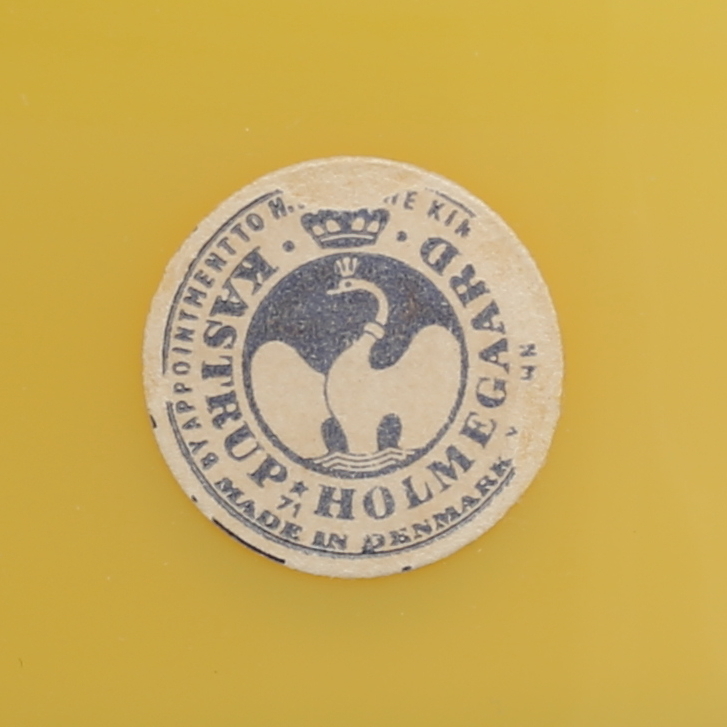 BY APPOINTMENT TO
KASTRUP HOLMEGAARD
71
MADE IN DENMARK